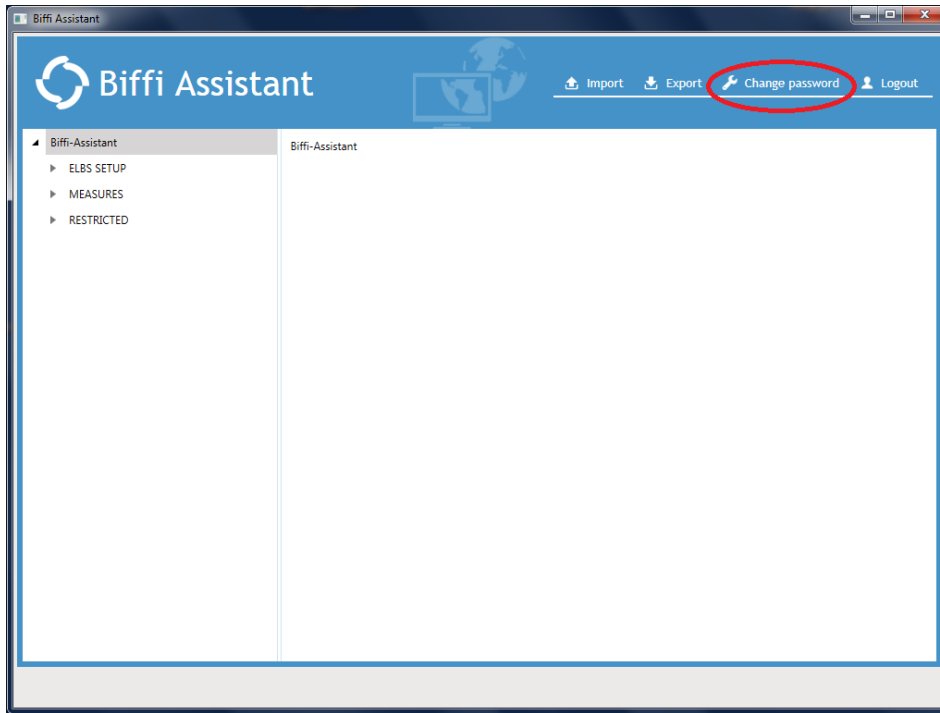 Biffi Assistant
Biffi Assistant
Import Export Change password Logout
Biffi-Assistant
ELBS SETUP
MEASURES
RESTRICTED
Biffi-Assistant